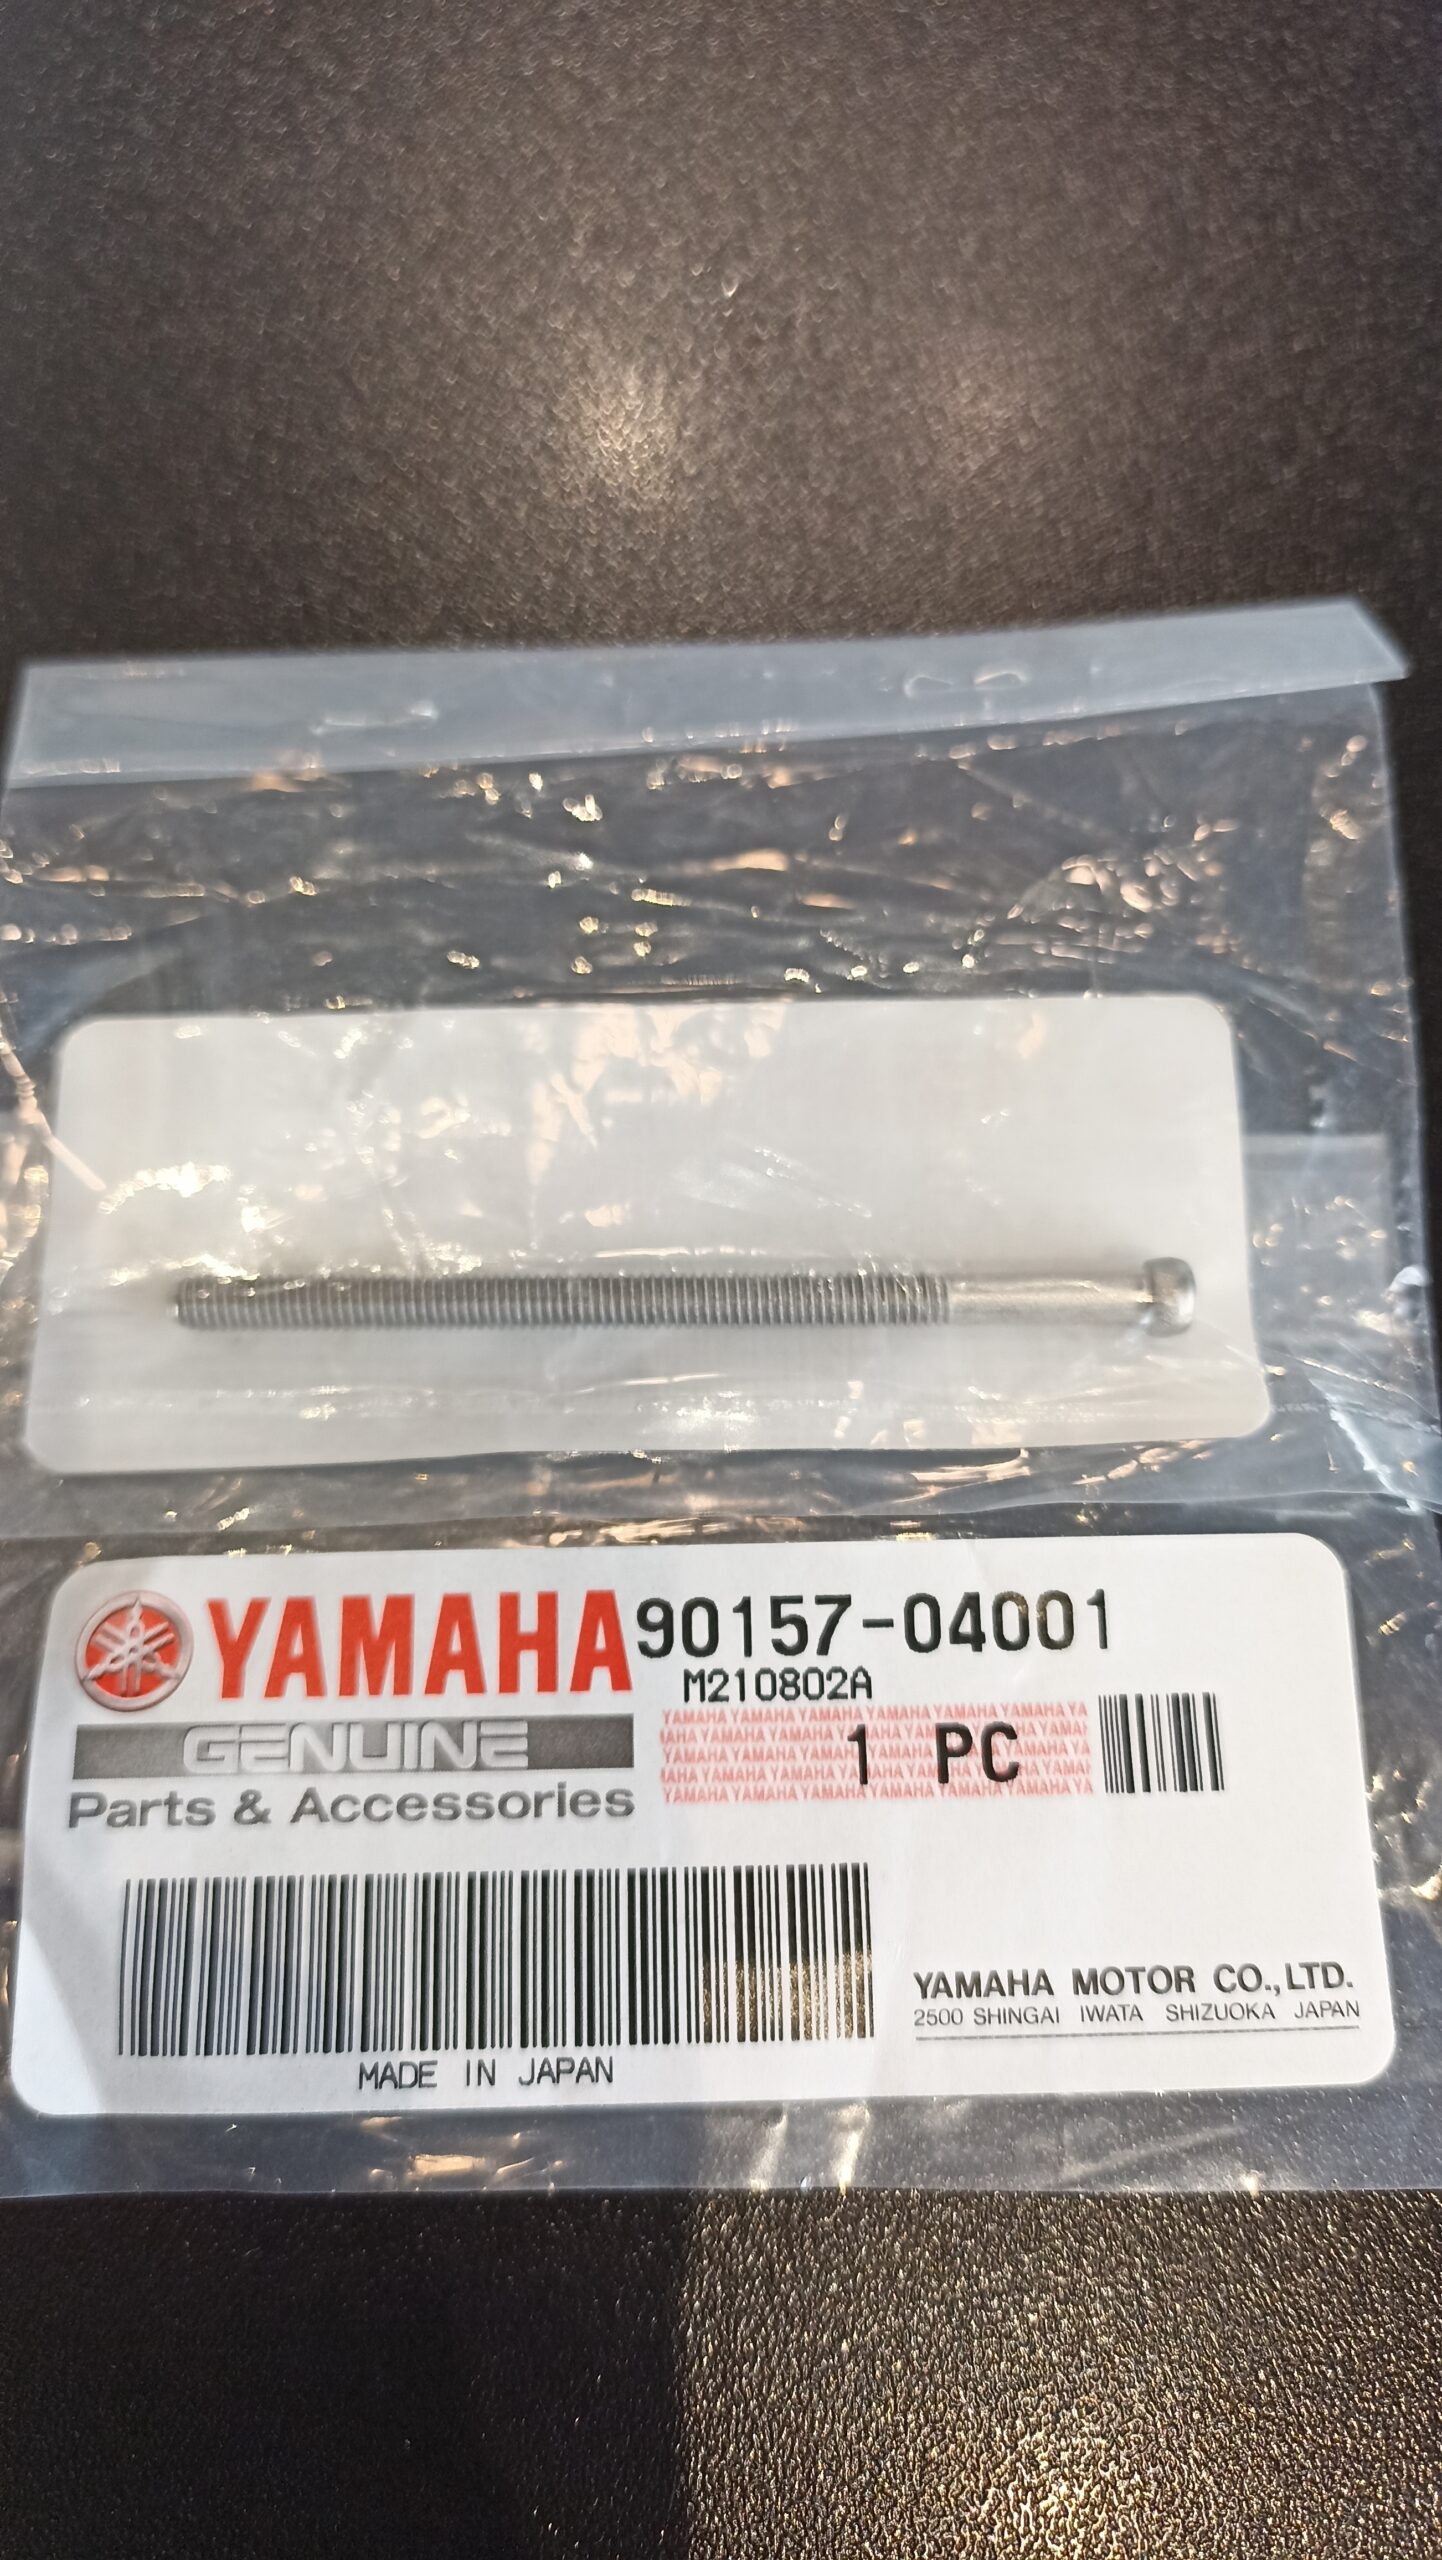 YAMAHA 90157-04001
M210802A
GENUINE
1 PC
Parts & Accessories
MADE IN JAPAN
YAMAHA MOTOR CO.,LTD.
2500 SHINGAI IWATA SHIZUOKA JAPAN